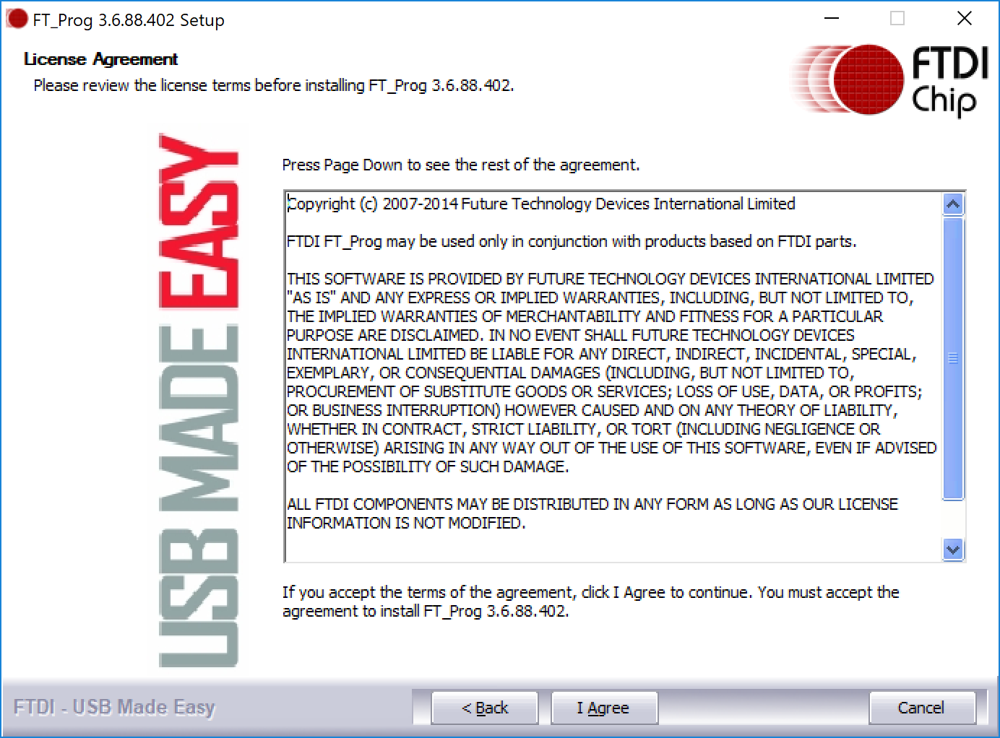 FT_Prog 3.6.88.402 Setup
License Agreement
Please review the license terms before installing FT_Prog 3.6.88.402.
FTDI
Chip
USB MADE EASY
Press Page Down to see the rest of the agreement.
Copyright (c) 2007-2014 Future Technology Devices International Limited
FTDI FT_Prog may be used only in conjunction with products based on FTDI parts.
THIS SOFTWARE IS PROVIDED BY FUTURE TECHNOLOGY DEVICES INTERNATIONAL LIMITED
"AS IS" AND ANY EXPRESS OR IMPLIED WARRANTIES, INCLUDING, BUT NOT LIMITED TO,
THE IMPLIED WARRANTIES OF MERCHANTABILITY AND FITNESS FOR A PARTICULAR
PURPOSE ARE DISCLAIMED. IN NO EVENT SHALL FUTURE TECHNOLOGY DEVICES
INTERNATIONAL LIMITED BE LIABLE FOR ANY DIRECT, INDIRECT, INCIDENTAL, SPECIAL,
EXEMPLARY, OR CONSEQUENTIAL DAMAGES (INCLUDING, BUT NOT LIMITED TO,
PROCUREMENT OF SUBSTITUTE GOODS OR SERVICES; LOSS OF USE, DATA, OR PROFITS;
OR BUSINESS INTERRUPTION) HOWEVER CAUSED AND ON ANY THEORY OF LIABILITY,
WHETHER IN CONTRACT, STRICT LIABILITY, OR TORT (INCLUDING NEGLIGENCE OR
OTHERWISE) ARISING IN ANY WAY OUT OF THE USE OF THIS SOFTWARE, EVEN IF ADVISED
OF THE POSSIBILITY OF SUCH DAMAGE.
ALL FTDI COMPONENTS MAY BE DISTRIBUTED IN ANY FORM AS LONG AS OUR LICENSE
INFORMATION IS NOT MODIFIED.
If you accept the terms of the agreement, click I Agree to continue. You must accept the
agreement to install FT_Prog 3.6.88.402.
FTDI - USB Made Easy
< Back
I Agree
Cancel